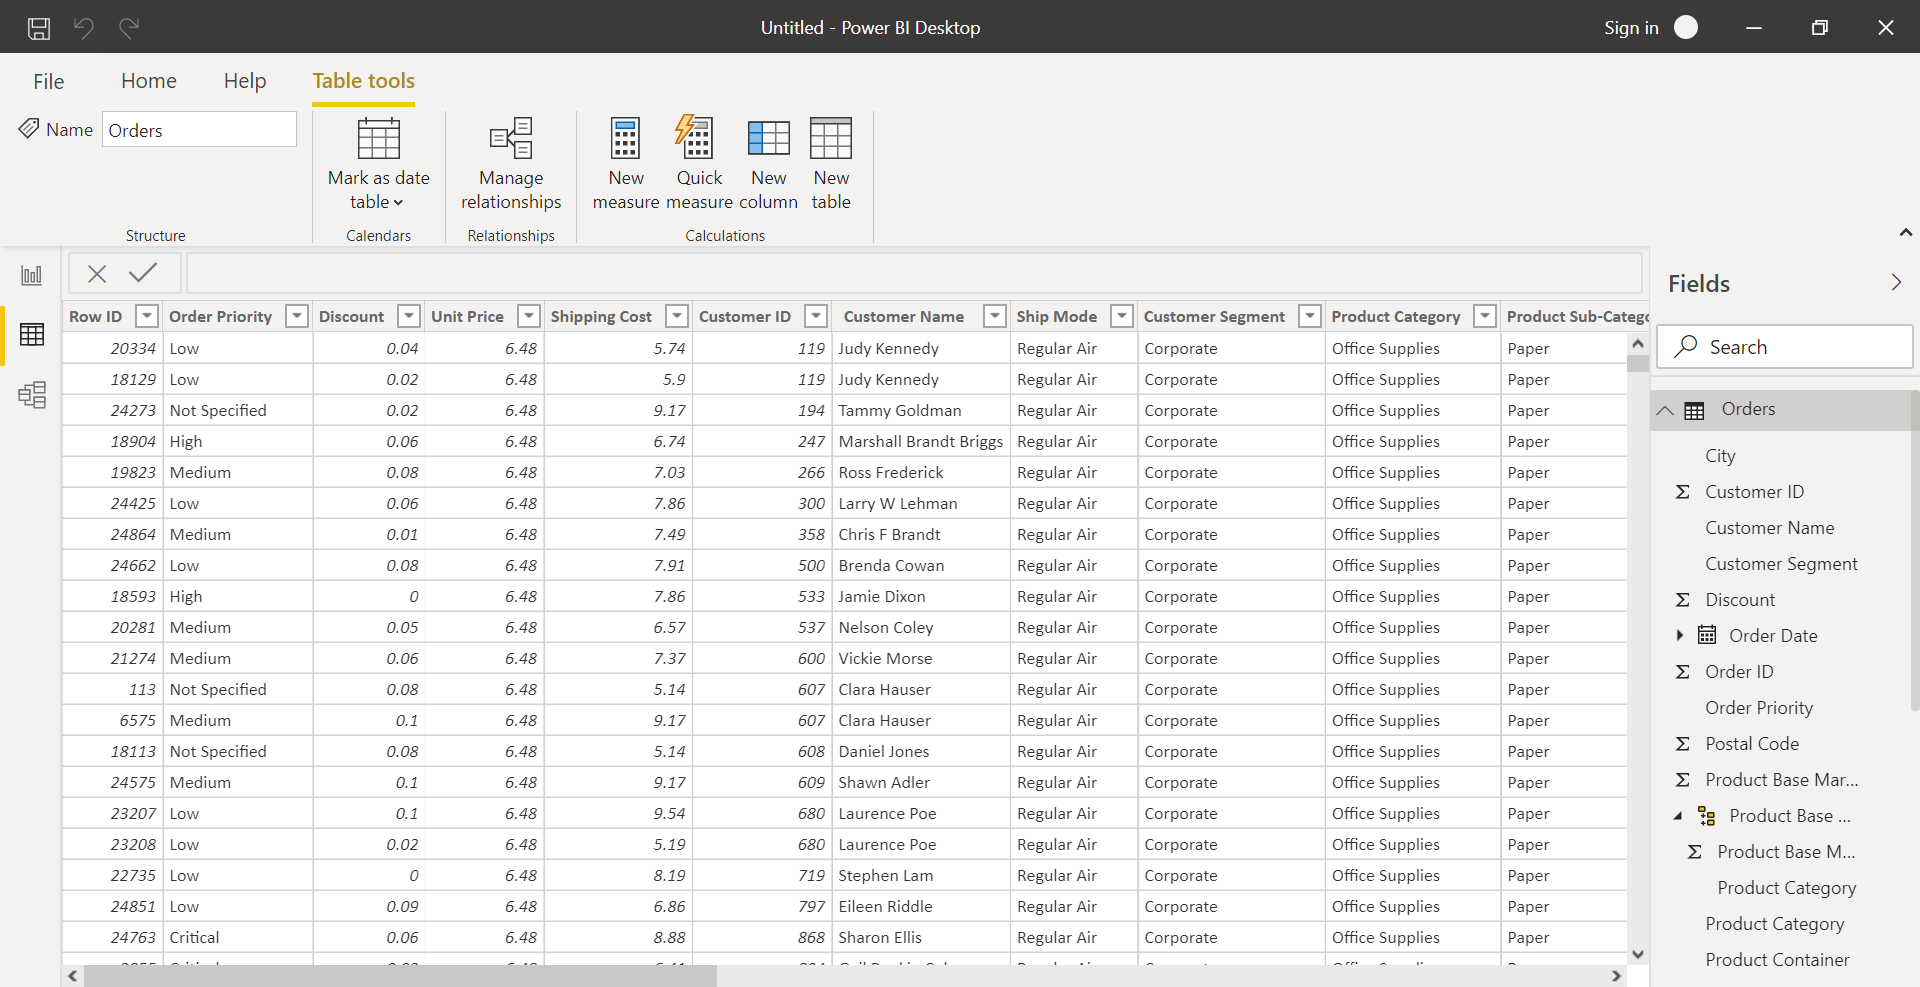 Untitled - Power BI Desktop
Sign in
File Home Help Table tools
Name Orders
Mark as date table
Manage relationships
New measure
Quick measure
New column
New table
Structure Calendars Relationships Calculations
Row ID Order Priority Discount Unit Price Shipping Cost Customer ID Customer Name Ship Mode Customer Segment Product Category Product Sub-Catego
20334 Low 0.04 6.48 5.74 119 Judy Kennedy Regular Air Corporate Office Supplies Paper
18129 Low 0.02 6.48 5.9 119 Judy Kennedy Regular Air Corporate Office Supplies Paper
24273 Not Specified 0.02 6.48 9.17 194 Tammy Goldman Regular Air Corporate Office Supplies Paper
18904 High 0.06 6.48 6.74 247 Marshall Brandt Briggs Regular Air Corporate Office Supplies Paper
19823 Medium 0.08 6.48 7.03 266 Ross Frederick Regular Air Corporate Office Supplies Paper
24425 Low 0.06 6.48 7.86 300 Larry W Lehman Regular Air Corporate Office Supplies Paper
24864 Medium 0.01 6.48 7.49 358 Chris F Brandt Regular Air Corporate Office Supplies Paper
24662 Low 0.08 6.48 7.91 500 Brenda Cowan Regular Air Corporate Office Supplies Paper
18593 High 0 6.48 7.86 533 Jamie Dixon Regular Air Corporate Office Supplies Paper
20281 Medium 0.05 6.48 6.57 537 Nelson Coley Regular Air Corporate Office Supplies Paper
21274 Medium 0.06 6.48 7.37 600 Vickie Morse Regular Air Corporate Office Supplies Paper
113 Not Specified 0.08 6.48 5.14 607 Clara Hauser Regular Air Corporate Office Supplies Paper
6575 Medium 0.1 6.48 9.17 607 Clara Hauser Regular Air Corporate Office Supplies Paper
18113 Not Specified 0.08 6.48 5.14 608 Daniel Jones Regular Air Corporate Office Supplies Paper
24575 Medium 0.1 6.48 9.17 609 Shawn Adler Regular Air Corporate Office Supplies Paper
23207 Low 0.1 6.48 9.54 680 Laurence Poe Regular Air Corporate Office Supplies Paper
23208 Low 0.02 6.48 5.19 680 Laurence Poe Regular Air Corporate Office Supplies Paper
22735 Low 0 6.48 8.19 719 Stephen Lam Regular Air Corporate Office Supplies Paper
24851 Low 0.09 6.48 6.86 797 Eileen Riddle Regular Air Corporate Office Supplies Paper
24763 Critical 0.06 6.48 8.88 868 Sharon Ellis Regular Air Corporate Office Supplies Paper
Fields
Search
Orders
City
Customer ID
Customer Name
Customer Segment
Discount
Order Date
Order ID
Order Priority
Postal Code
Product Base Mar...
Product Base ...
Product Base M...
Product Category
Product Category
Product Container